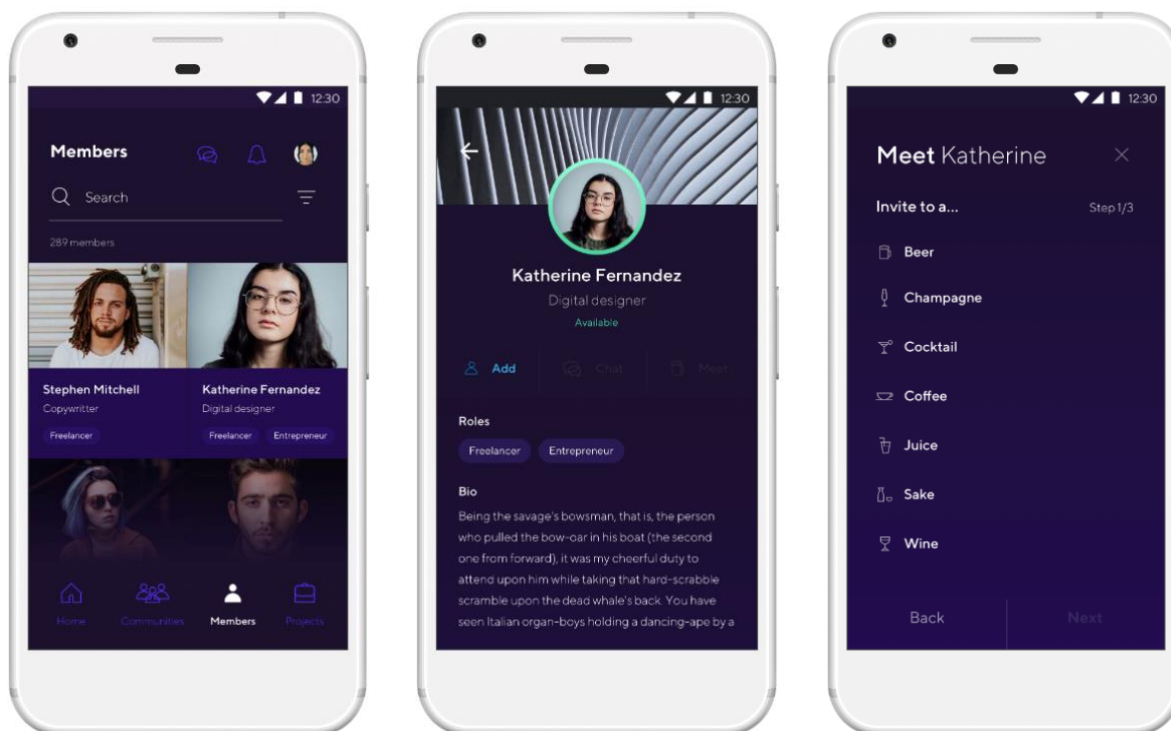 12:30
Members
Search
289 members
Stephen Mitchell
Copywritter
Freelancer
Katherine Fernandez
Digital designer
Freelancer Entrepreneur
Home Communities Members Projects
12:30
Katherine Fernandez
Digital designer
Available
Add Chat Meet
Roles
Freelancer Entrepreneur
Bio
Being the savage's bowsman, that is, the person
who pulled the bow-oar in his boat (the second
one from forward), it was my cheerful duty to
attend upon him while taking that hard-scrabble
scramble upon the dead whale's back. You have
seen Italian organ-boys holding a dancing-ape by a
12:30
Meet Katherine
Invite to a... Step 1/3
Beer
Champagne
Cocktail
Coffee
Juice
Sake
Wine
Back Next